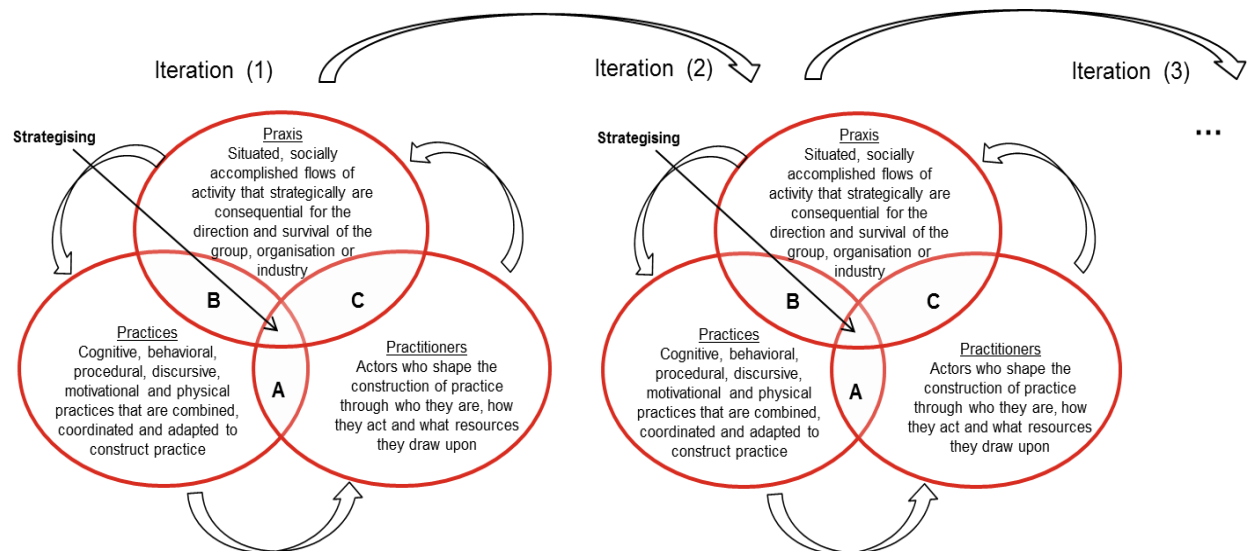 Iteration (1)
Strategising
Praxis
Situated, socially
accomplished flows of
activity that strategically are
consequential for the
direction and survival of the
group, organisation or
industry
B
C
A
Practices
Cognitive, behavioral,
procedural, discursive,
motivational and physical
practices that are combined,
coordinated and adapted to
construct practice
Practitioners
Actors who shape the
construction of practice
through who they are, how
they act and what resources
they draw upon
Iteration (2)
Strategising
Praxis
Situated, socially
accomplished flows of
activity that strategically are
consequential for the
direction and survival of the
group, organisation or
industry
B
C
A
Practices
Cognitive, behavioral,
procedural, discursive,
motivational and physical
practices that are combined,
coordinated and adapted to
construct practice
Practitioners
Actors who shape the
construction of practice
through who they are, how
they act and what resources
they draw upon
Iteration (3)
...